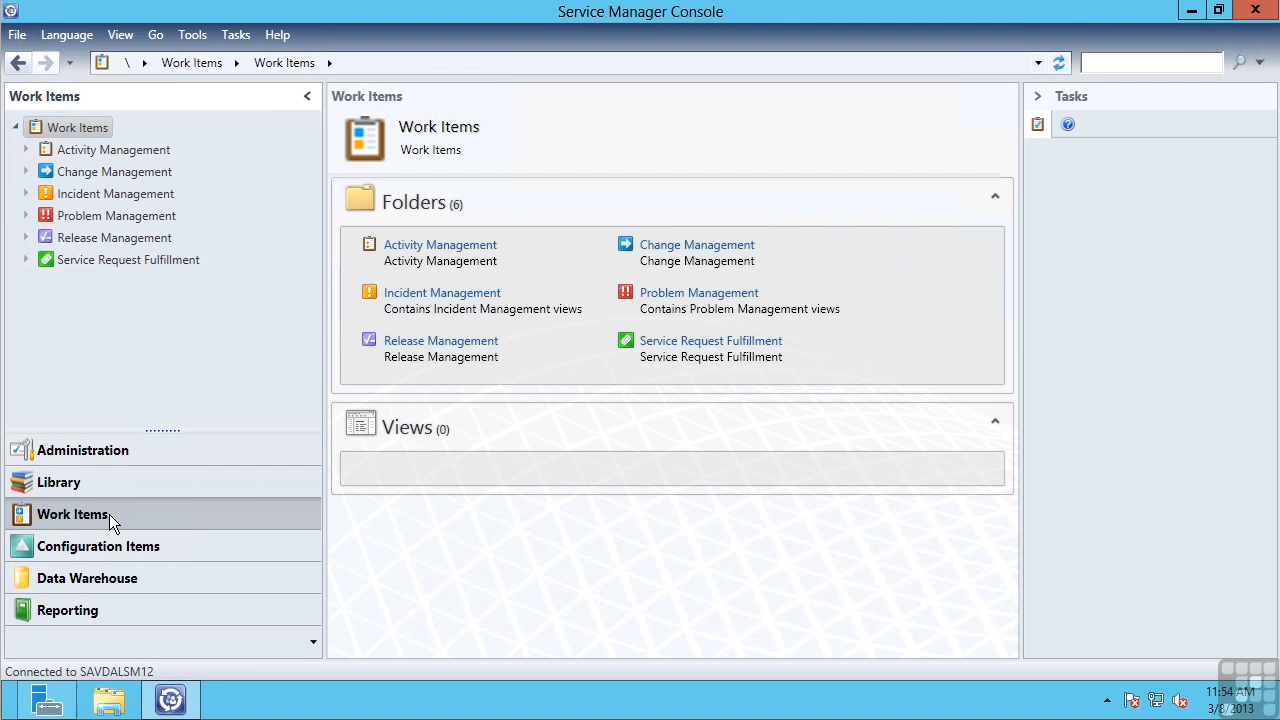 Service Manager Console
File Language View Go Tools Tasks Help
\ Work Items Work Items
Work Items
Work Items
Activity Management
Change Management
Incident Management
Problem Management
Release Management
Service Request Fulfillment
Administration
Library
Work Items
Configuration Items
Data Warehouse
Reporting
Work Items
Work Items
Work Items
Folders (6)
Activity Management
Activity Management
Change Management
Change Management
Incident Management
Contains Incident Management views
Problem Management
Contains Problem Management views
Release Management
Release Management
Service Request Fulfillment
Service Request Fulfillment
Views (0)
Tasks
Connected to SAVDALSM12
11:54 AM
3/8/2013